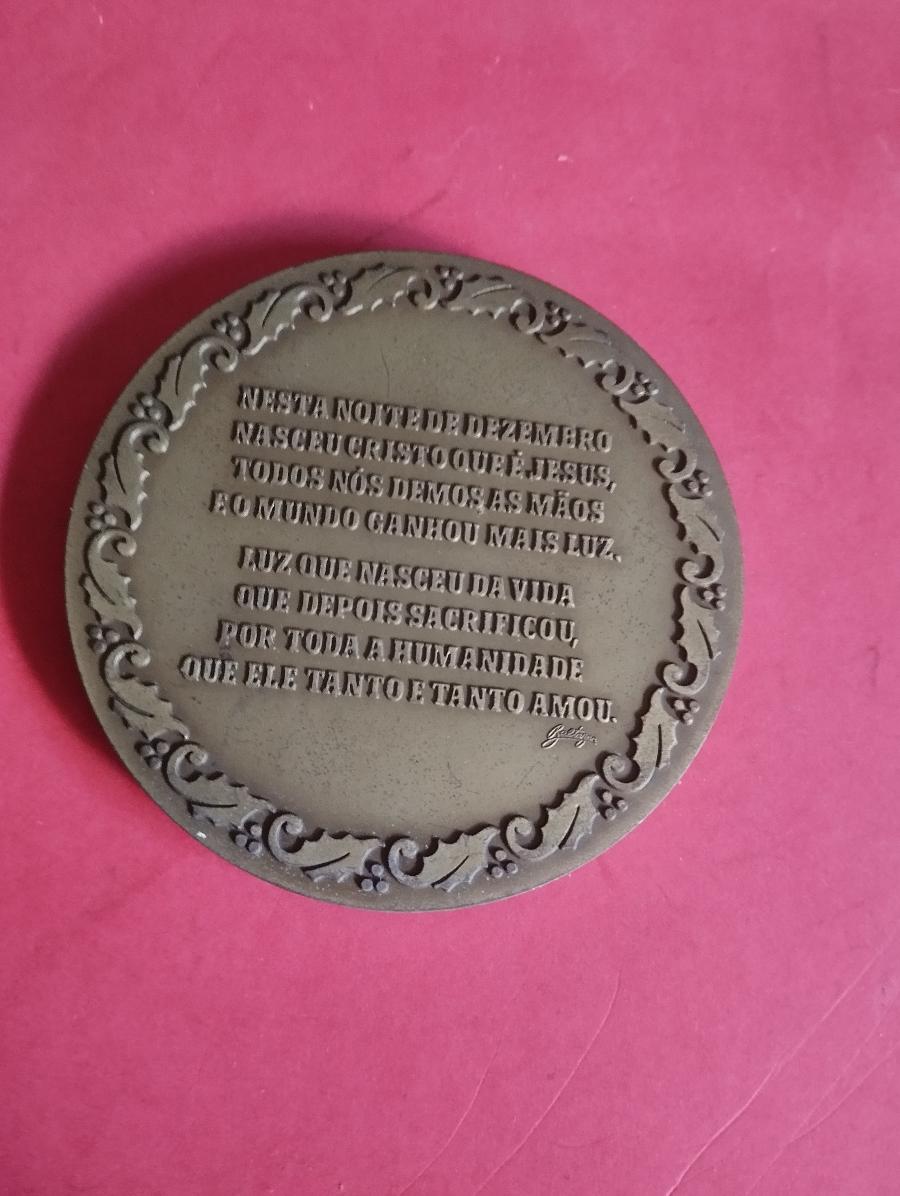 NESTA NOITE DE DEZEMBRO
NASCEU CRISTO QUE É JESUS,
TODOS NÓS DEMOS AS MÃOS
E O MUNDO GANHOU MAIS LUZ.
LUZ QUE NASCEU DA VIDA
QUE DEPOIS SACRIFICOU,
POR TODA A HUMANIDADE
QUE ELE TANTO E TANTO AMOU.